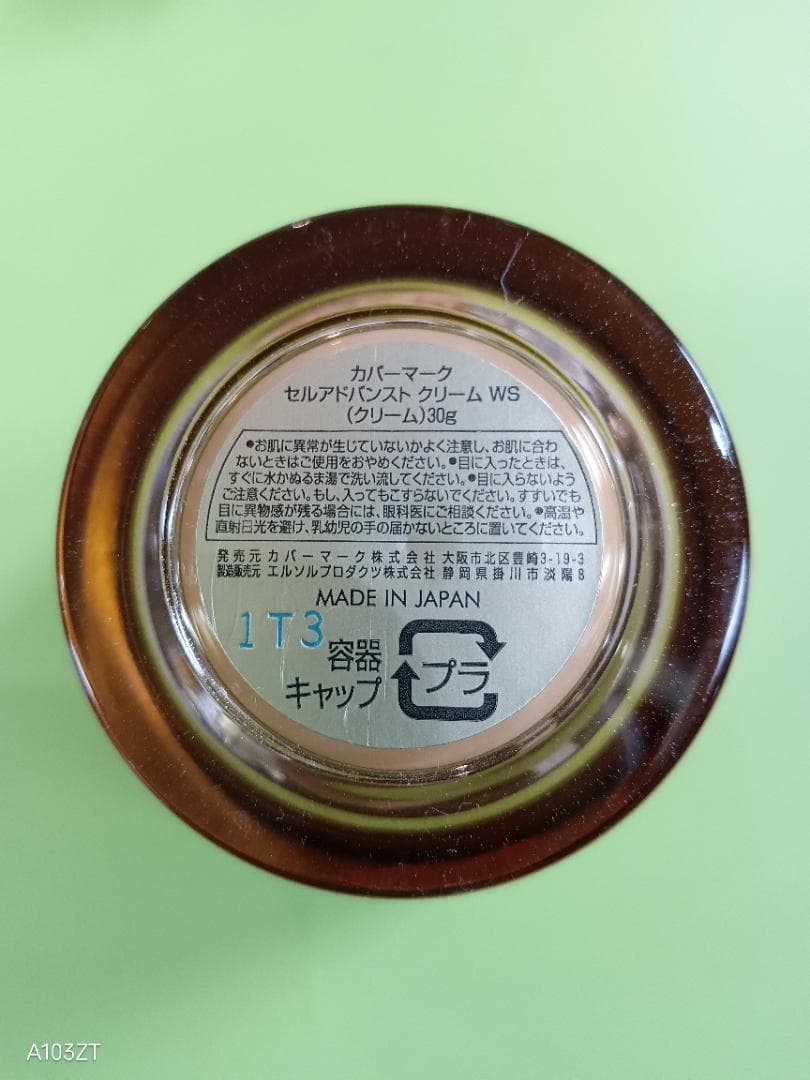 カバーマーク
セルアドバンスト クリーム WS
(クリーム)30g
●お肌に異常が生じていないかよく注意し、お肌に合わ
ないときはご使用をおやめください。●目に入ったときは、
すぐに水かぬるま湯で洗い流してください。●目に入らないよう
ご注意ください。もし、入ってもこすらないでください。すすいでも
目に異物感が残る場合には、眼科医にご相談ください。●高温や
直射日光を避け、乳幼児の手の届かないところに置いてください。
発売元 カバーマーク株式会社 大阪市北区豊崎3-19-3
製造販売元 エルソルプロダクツ株式会社 静岡県掛川市淡陽8
MADE IN JAPAN
1T3
容器
キャップ
プラ
A103ZT